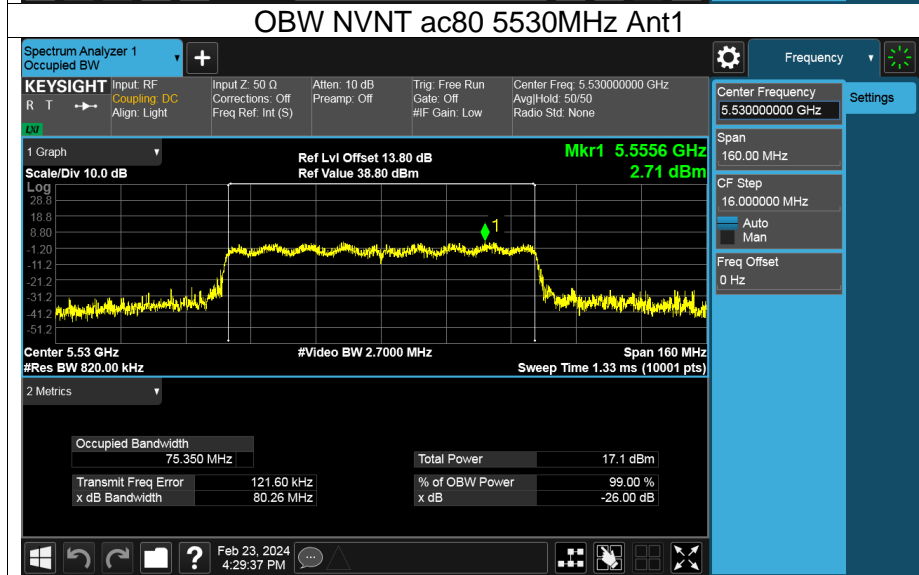 OBW NVNT ac80 5530MHz Ant1
Spectrum Analyzer 1
Occupied BW
Frequency
KEYSIGHT
R T
LXI
Input: RF
Coupling: DC
Align: Light
Input Z: 50 Ω
Corrections: Off
Freq Ref: Int (S)
Atten: 10 dB
Preamp: Off
Trig: Free Run
Gate: Off
#IF Gain: Low
Center Freq: 5.530000000 GHz
Avg|Hold: 50/50
Radio Std: None
Center Frequency
5.530000000 GHz
Settings
Span
160.00 MHz
CF Step
16.000000 MHz
Auto
Man
Freq Offset
0 Hz
1 Graph
Scale/Div 10.0 dB
Ref Lvl Offset 13.80 dB
Ref Value 38.80 dBm
Mkr1 5.5556 GHz
2.71 dBm
Log
28.8
18.8
8.80
-1.20
-11.2
-21.2
-31.2
-41.2
-51.2
1
Center 5.53 GHz
#Res BW 820.00 kHz
#Video BW 2.7000 MHz
Span 160 MHz
Sweep Time 1.33 ms (10001 pts)
2 Metrics
Occupied Bandwidth
75.350 MHz
Total Power 17.1 dBm
Transmit Freq Error 121.60 kHz
% of OBW Power 99.00 %
x dB Bandwidth 80.26 MHz
x dB -26.00 dB
Feb 23, 2024
4:29:37 PM